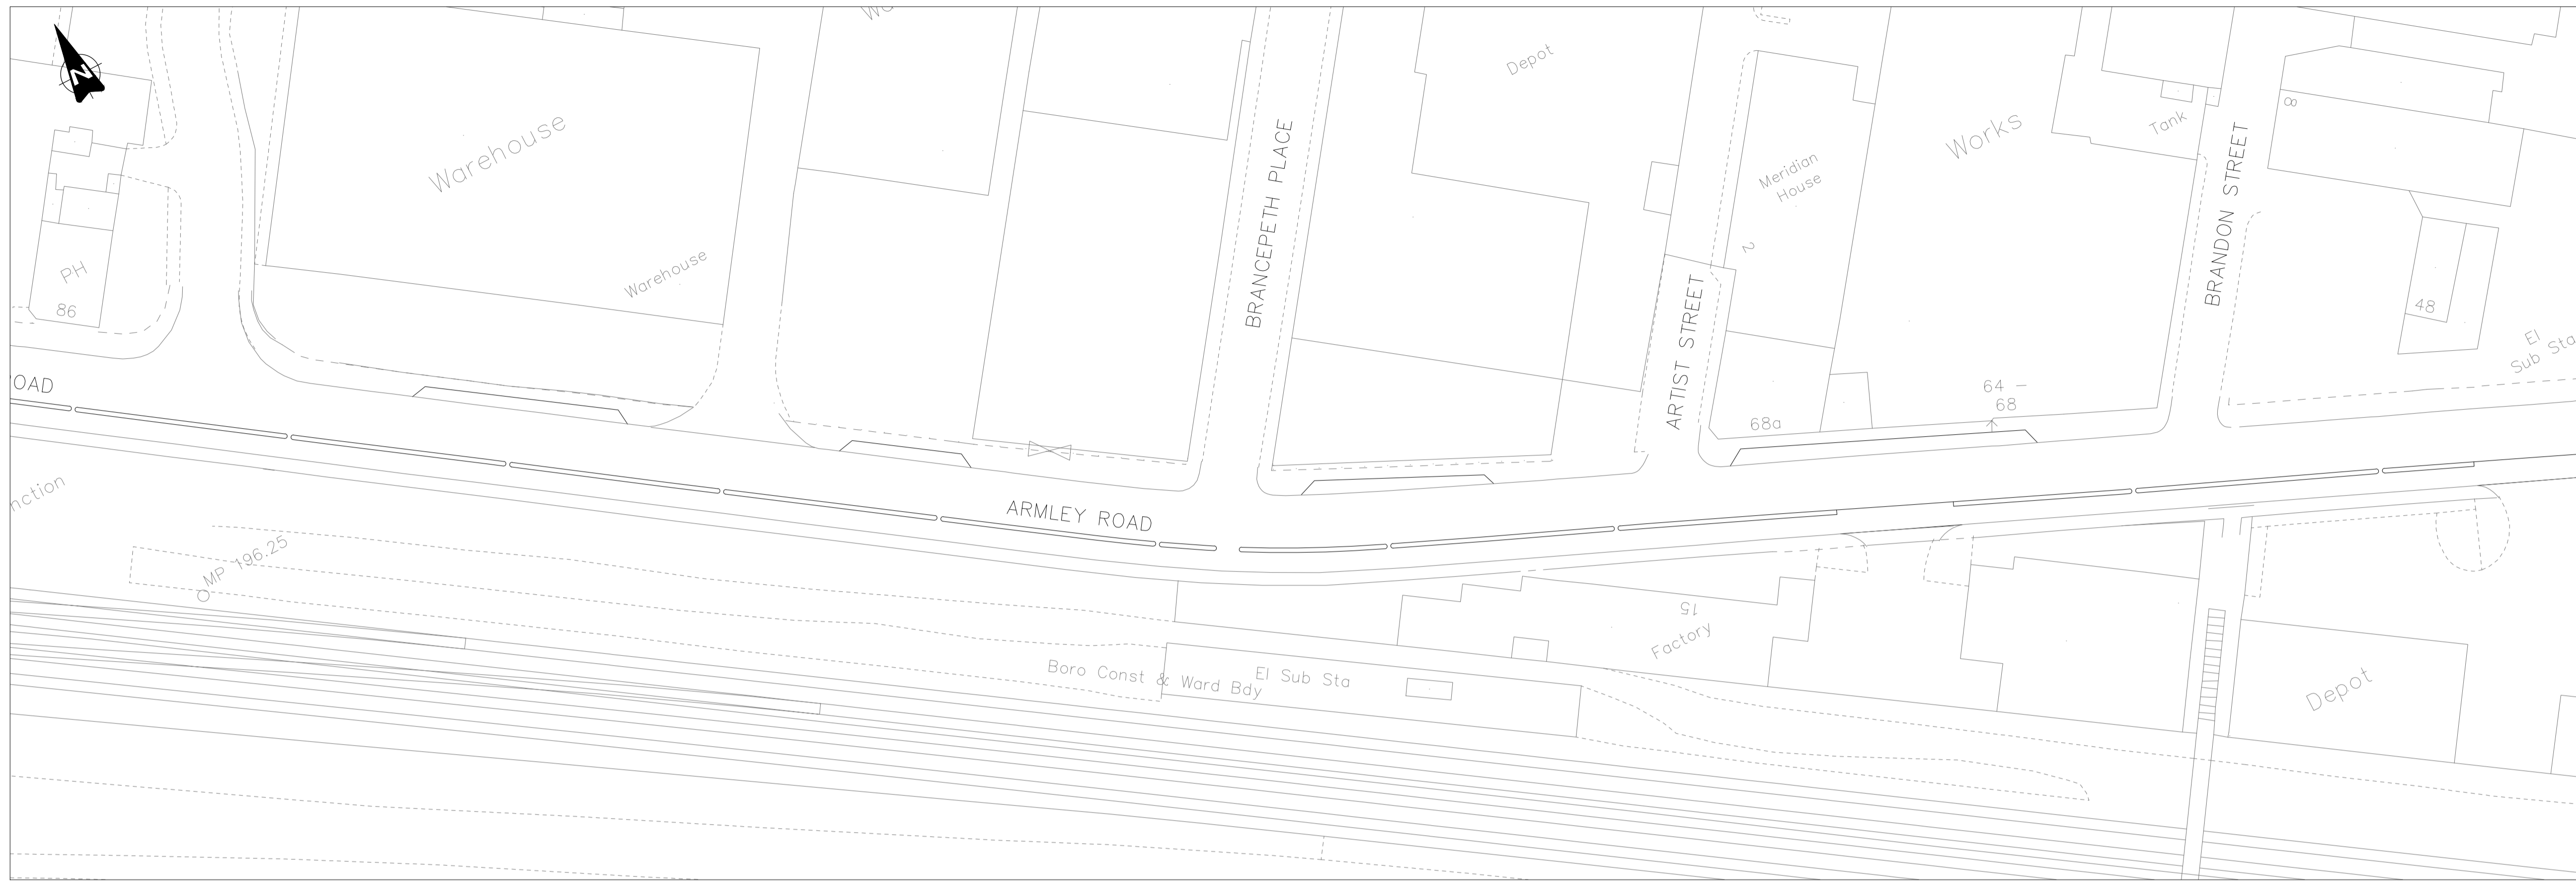 N
Depot
BRANCEPETH PLACE
Warehouse
Works
Tank
BRANDON STREET
8
Meridian
House
2
PH
86
Warehouse
ARTIST STREET
48
El
Sub Sta
64 –
68
68a
OAD
ARMLEY ROAD
nction
MP 196.25
15
Factory
Boro Const & Ward Bdy
El Sub Sta
Depot